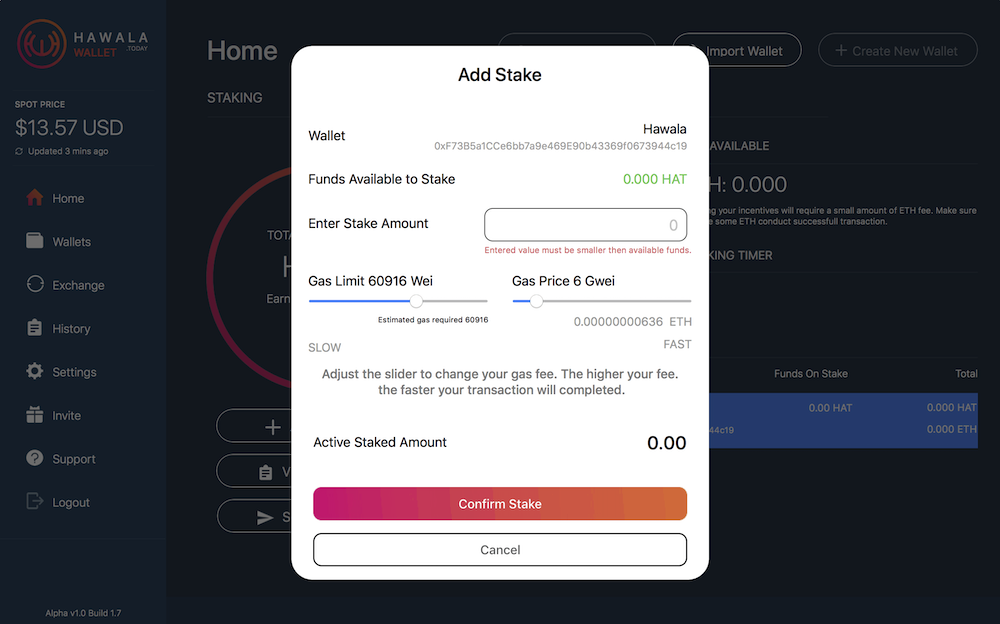 HAWALA
WALLET .TODAY
SPOT PRICE
$13.57 USD
Updated 3 mins ago
Home
Wallets
Exchange
History
Settings
Invite
Support
Logout
Alpha v1.0 Build 1.7
Home
Import Wallet
+ Create New Wallet
STAKING
Add Stake
Wallet
Hawala
0xF73B5a1CCe6bb7a9e469E90b43369f0673944c19
Funds Available to Stake
0.000 HAT
Enter Stake Amount
0
Entered value must be smaller then available funds.
Gas Limit 60916 Wei
Gas Price 6 Gwei
Estimated gas required 60916
0.00000000636 ETH
SLOW
FAST
Adjust the slider to change your gas fee. The higher your fee.
the faster your transaction will completed.
Active Staked Amount
0.00
Confirm Stake
Cancel
TOTA
H
Earn
+
V
S
AVAILABLE
H: 0.000
ng your incentives will require a small amount of ETH fee. Make sure
e some ETH conduct successfull transaction.
KING TIMER
Funds On Stake
Total
0.00 HAT
0.000 HAT
44c19
0.000 ETH